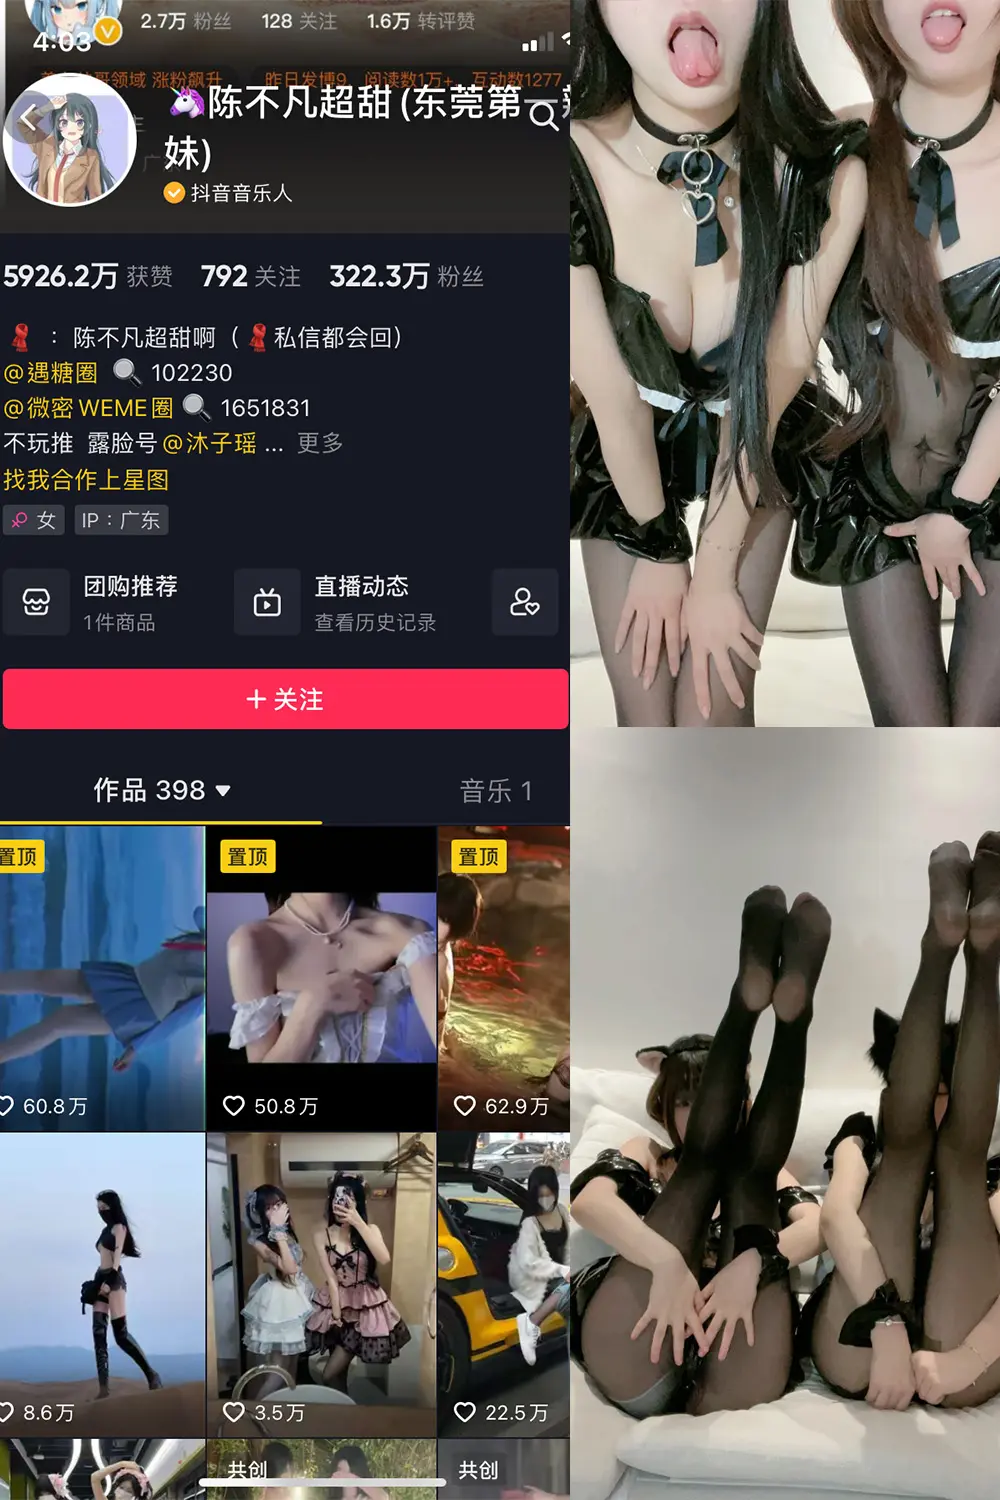 2.7万 粉丝 128 关注 1.6万 转评赞
4:03
昨日发博9, 阅读数1万+, 互动数1277
陈不凡超甜 (东莞第一
妹)
抖音音乐人
5926.2万 获赞 792 关注 322.3万 粉丝
： 陈不凡超甜啊（ 私信都会回）
@遇糖圈 102230
@微密WEME圈 1651831
不玩推 露脸号@沐子瑶 ... 更多
找我合作上星图
女 IP：广东
团购推荐 直播动态
1件商品 查看历史记录
+ 关注
作品 398 音乐 1
置顶 置顶 置顶
60.8万 50.8万 62.9万
8.6万 3.5万 22.5万
共创 共创